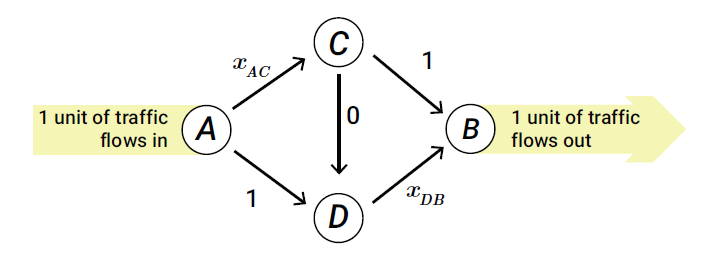 C
x_{AC}
1
1 unit of traffic
flows in
A
0
B
1 unit of traffic
flows out
1
x_{DB}
D